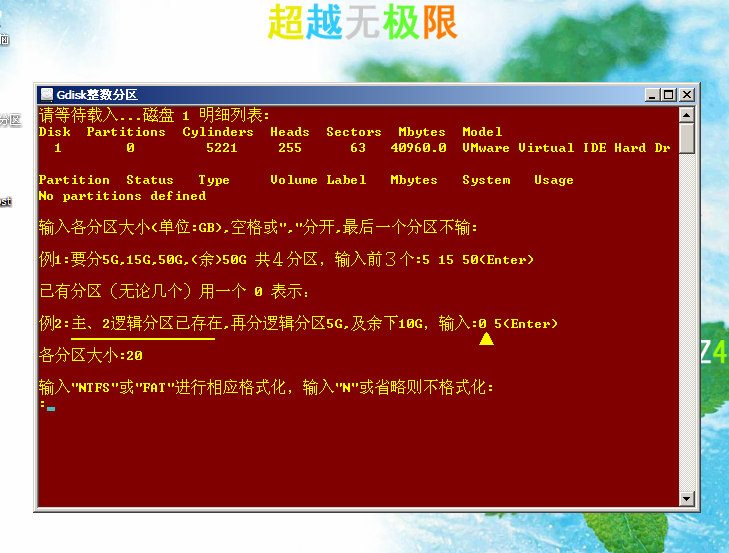 超越无极限
Gdisk整数分区
请等待载入...磁盘 1 明细列表:
Disk Partitions Cylinders Heads Sectors Mbytes Model
1 0 5221 255 63 40960.0 VMware Virtual IDE Hard Dr
分区
Partition Status Type Volume Label Mbytes System Usage
No partitions defined
输入各分区大小(单位:GB),空格或","分开,最后一个分区不输:
例1:要分5G,15G,50G,(余)50G 共4分区, 输入前3个:5 15 50(Enter)
已有分区（无论几个）用一个 0 表示;
例2:主、2逻辑分区已存在,再分逻辑分区5G,及余下10G, 输入:0 5(Enter)
Z4
各分区大小:20
输入"NTFS"或"FAT"进行相应格式化, 输入"N"或省略则不格式化:
: